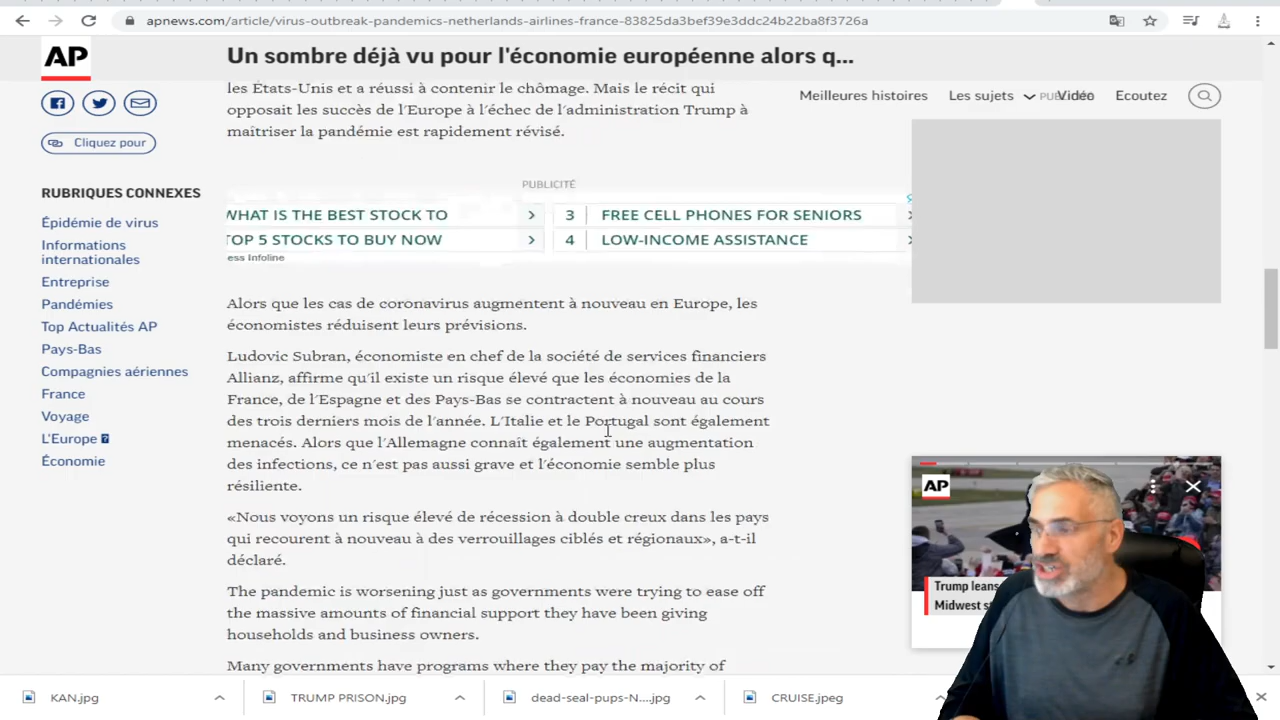 apnews.com/article/virus-outbreak-pandemics-netherlands-airlines-france-83825da3bef39e3ddc24b22ba8f3726a
AP
Un sombre déjà vu pour l'économie européenne alors q...
Meilleures histoires
Les sujets
PUBLICITÉ
Vidéo
Ecoutez
Cliquez pour
RUBRIQUES CONNEXES
Épidémie de virus
Informations
internationales
Entreprise
Pandémies
Top Actualités AP
Pays-Bas
Compagnies aériennes
France
Voyage
L'Europe ?
Économie
les États-Unis et a réussi à contenir le chômage. Mais le récit qui
opposait les succès de l'Europe à l'échec de l'administration Trump à
maîtriser la pandémie est rapidement révisé.
PUBLICITÉ
WHAT IS THE BEST STOCK TO
3 FREE CELL PHONES FOR SENIORS
TOP 5 STOCKS TO BUY NOW
4 LOW-INCOME ASSISTANCE
ess Infoline
Alors que les cas de coronavirus augmentent à nouveau en Europe, les
économistes réduisent leurs prévisions.
Ludovic Subran, économiste en chef de la société de services financiers
Allianz, affirme qu'il existe un risque élevé que les économies de la
France, de l'Espagne et des Pays-Bas se contractent à nouveau au cours
des trois derniers mois de l'année. L'Italie et le Portugal sont également
menacés. Alors que l'Allemagne connaît également une augmentation
des infections, ce n'est pas aussi grave et l'économie semble plus
résiliente.
«Nous voyons un risque élevé de récession à double creux dans les pays
qui recourent à nouveau à des verrouillages ciblés et régionaux», a-t-il
déclaré.
The pandemic is worsening just as governments were trying to ease off
the massive amounts of financial support they have been giving
households and business owners.
Many governments have programs where they pay the majority of
AP
Trump leans
Midwest
KAN.jpg
TRUMP PRISON.jpg
dead-seal-pups-N....jpg
CRUISE.jpeg